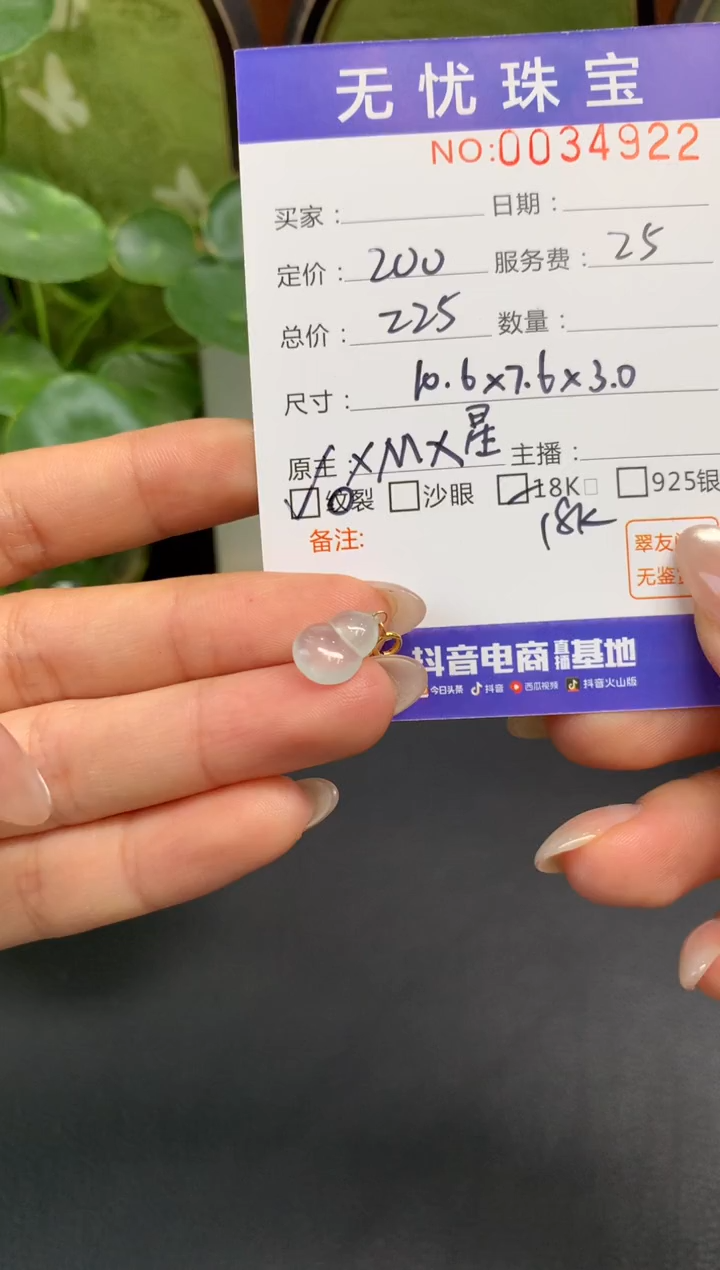 无忧珠宝
NO:0034922
买家： 日期：
定价：200 服务费：25
总价：225 数量：
尺寸：10.6×7.6×3.0
原主：XMX星 主播：
纹裂 沙眼 18K□ 925银
18K
备注:
翠友
无鉴
抖音电商直播基地
今日头条 抖音 西瓜视频 抖音火山版